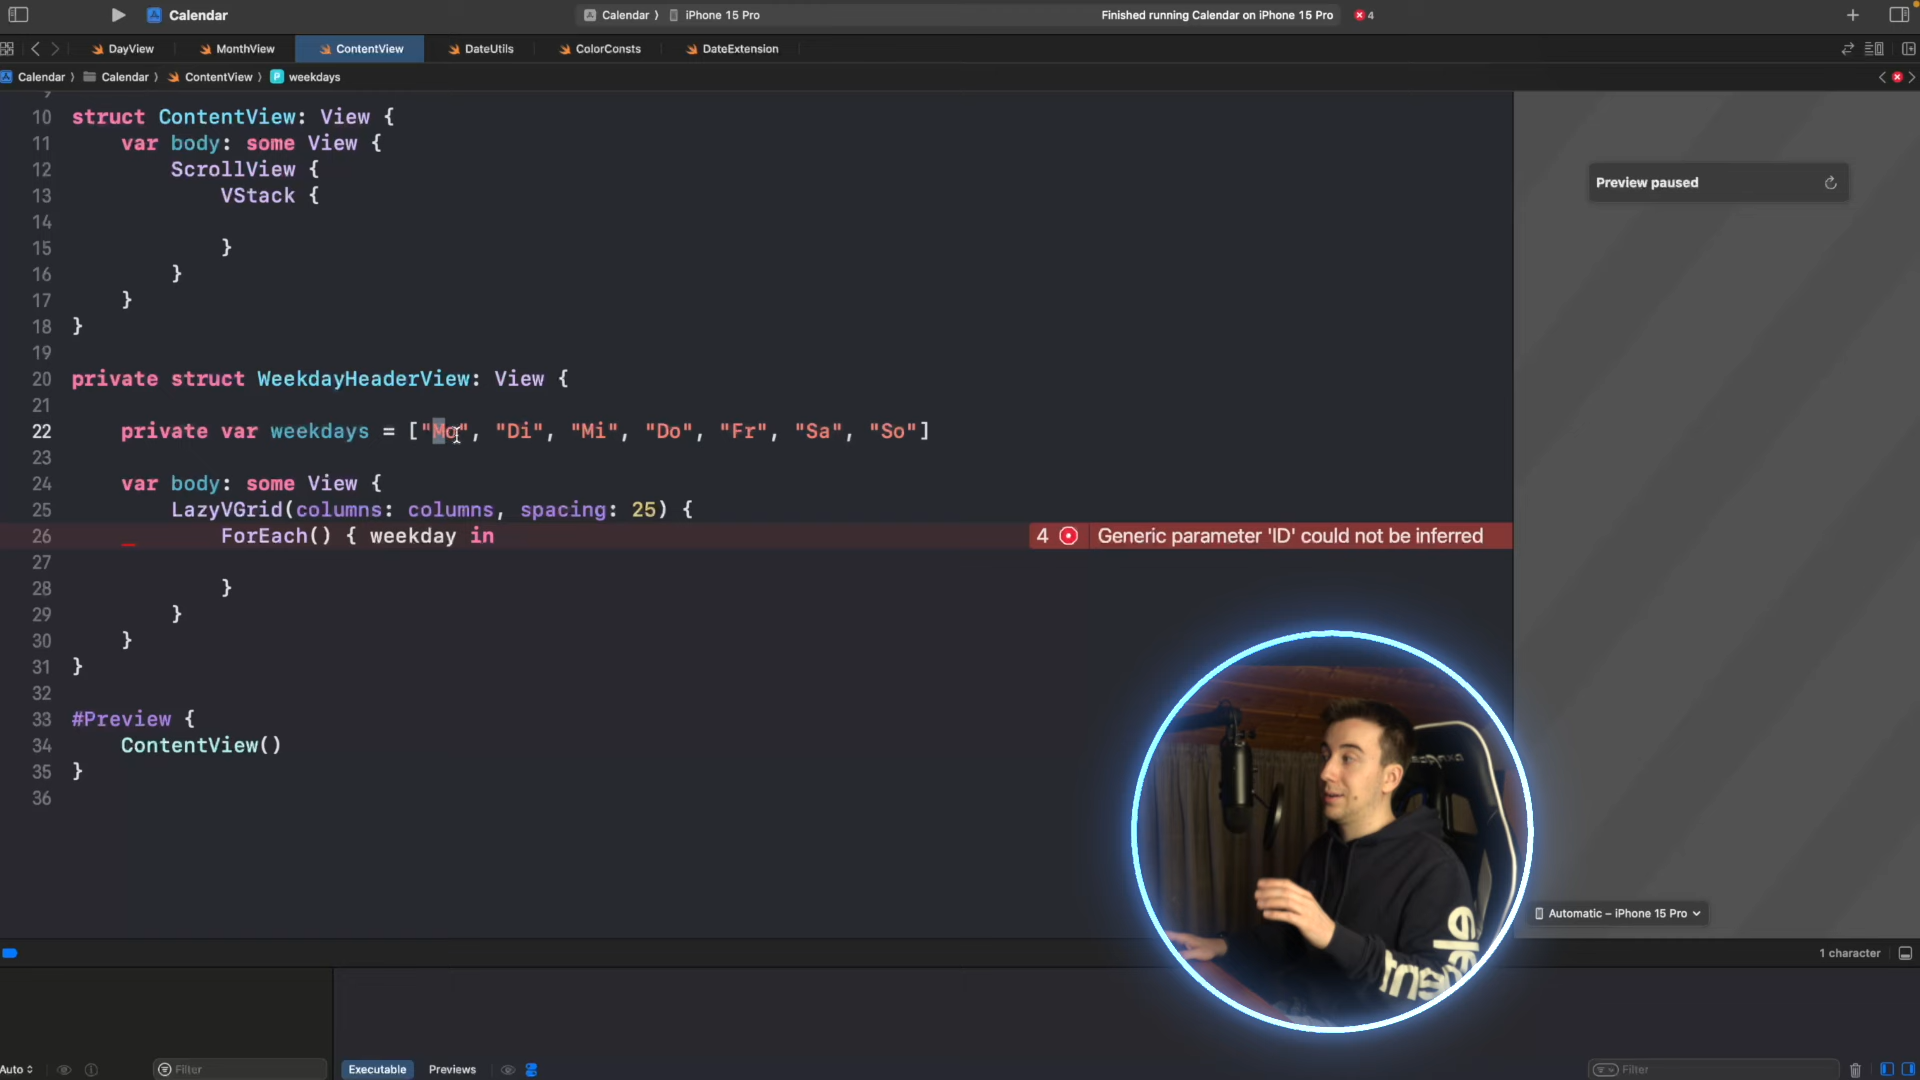 Calendar
Calendar ⟩ iPhone 15 Pro
Finished running Calendar on iPhone 15 Pro
4
DayView
MonthView
ContentView
DateUtils
ColorConsts
DateExtension
Calendar ⟩ Calendar ⟩ ContentView ⟩ P weekdays
9
10 struct ContentView: View {
11 var body: some View {
12 ScrollView {
13 VStack {
14
15 }
16 }
17 }
18 }
19
20 private struct WeekdayHeaderView: View {
21
22 private var weekdays = ["Mo", "Di", "Mi", "Do", "Fr", "Sa", "So"]
23
24 var body: some View {
25 LazyVGrid(columns: columns, spacing: 25) {
26 ForEach() { weekday in
4 Generic parameter 'ID' could not be inferred
27
28 }
29 }
30 }
31 }
32
33 #Preview {
34 ContentView()
35 }
36
Preview paused
Automatic – iPhone 15 Pro
element
1 character
Auto
Filter
Executable
Previews
Filter